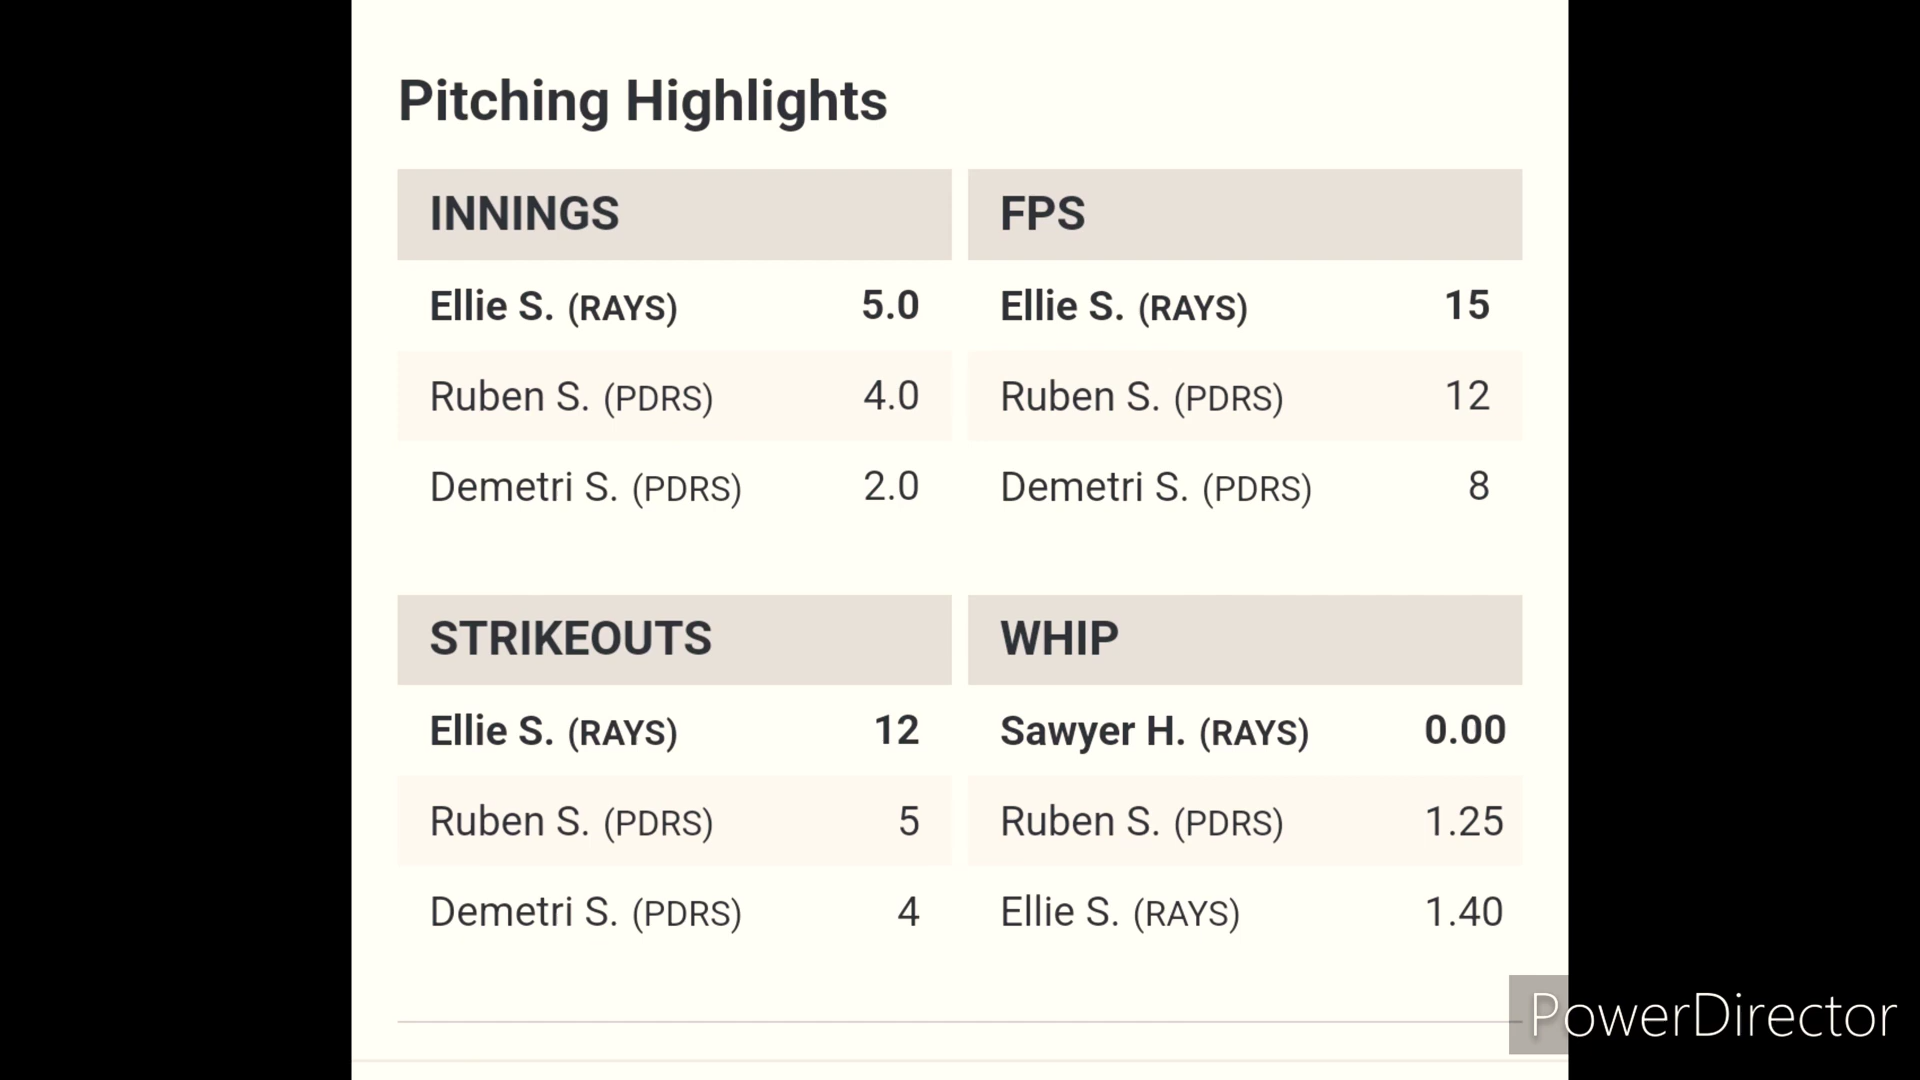 Pitching Highlights
INNINGS
Ellie S. (RAYS) 5.0
Ruben S. (PDRS) 4.0
Demetri S. (PDRS) 2.0
FPS
Ellie S. (RAYS) 15
Ruben S. (PDRS) 12
Demetri S. (PDRS) 8
STRIKEOUTS
Ellie S. (RAYS) 12
Ruben S. (PDRS) 5
Demetri S. (PDRS) 4
WHIP
Sawyer H. (RAYS) 0.00
Ruben S. (PDRS) 1.25
Ellie S. (RAYS) 1.40
PowerDirector